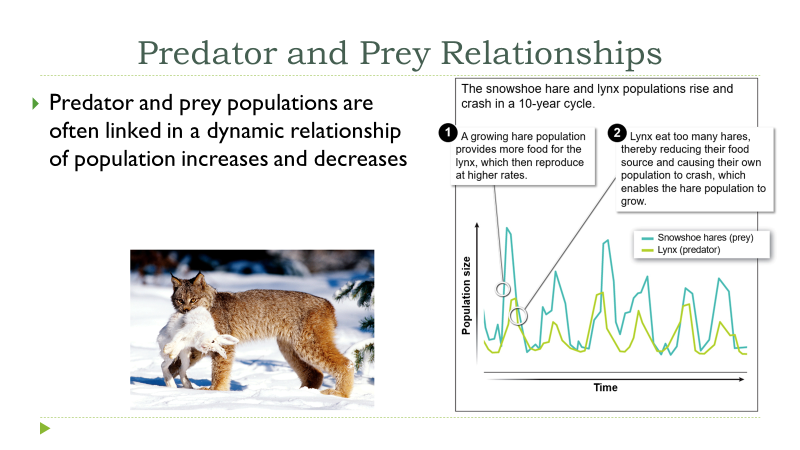 Predator and Prey Relationships
Predator and prey populations are
often linked in a dynamic relationship
of population increases and decreases
The snowshoe hare and lynx populations rise and
crash in a 10-year cycle.
1 A growing hare population
provides more food for the
lynx, which then reproduce
at higher rates.
2 Lynx eat too many hares,
thereby reducing their food
source and causing their own
population to crash, which
enables the hare population to
grow.
Snowshoe hares (prey)
Lynx (predator)
Population size
Time